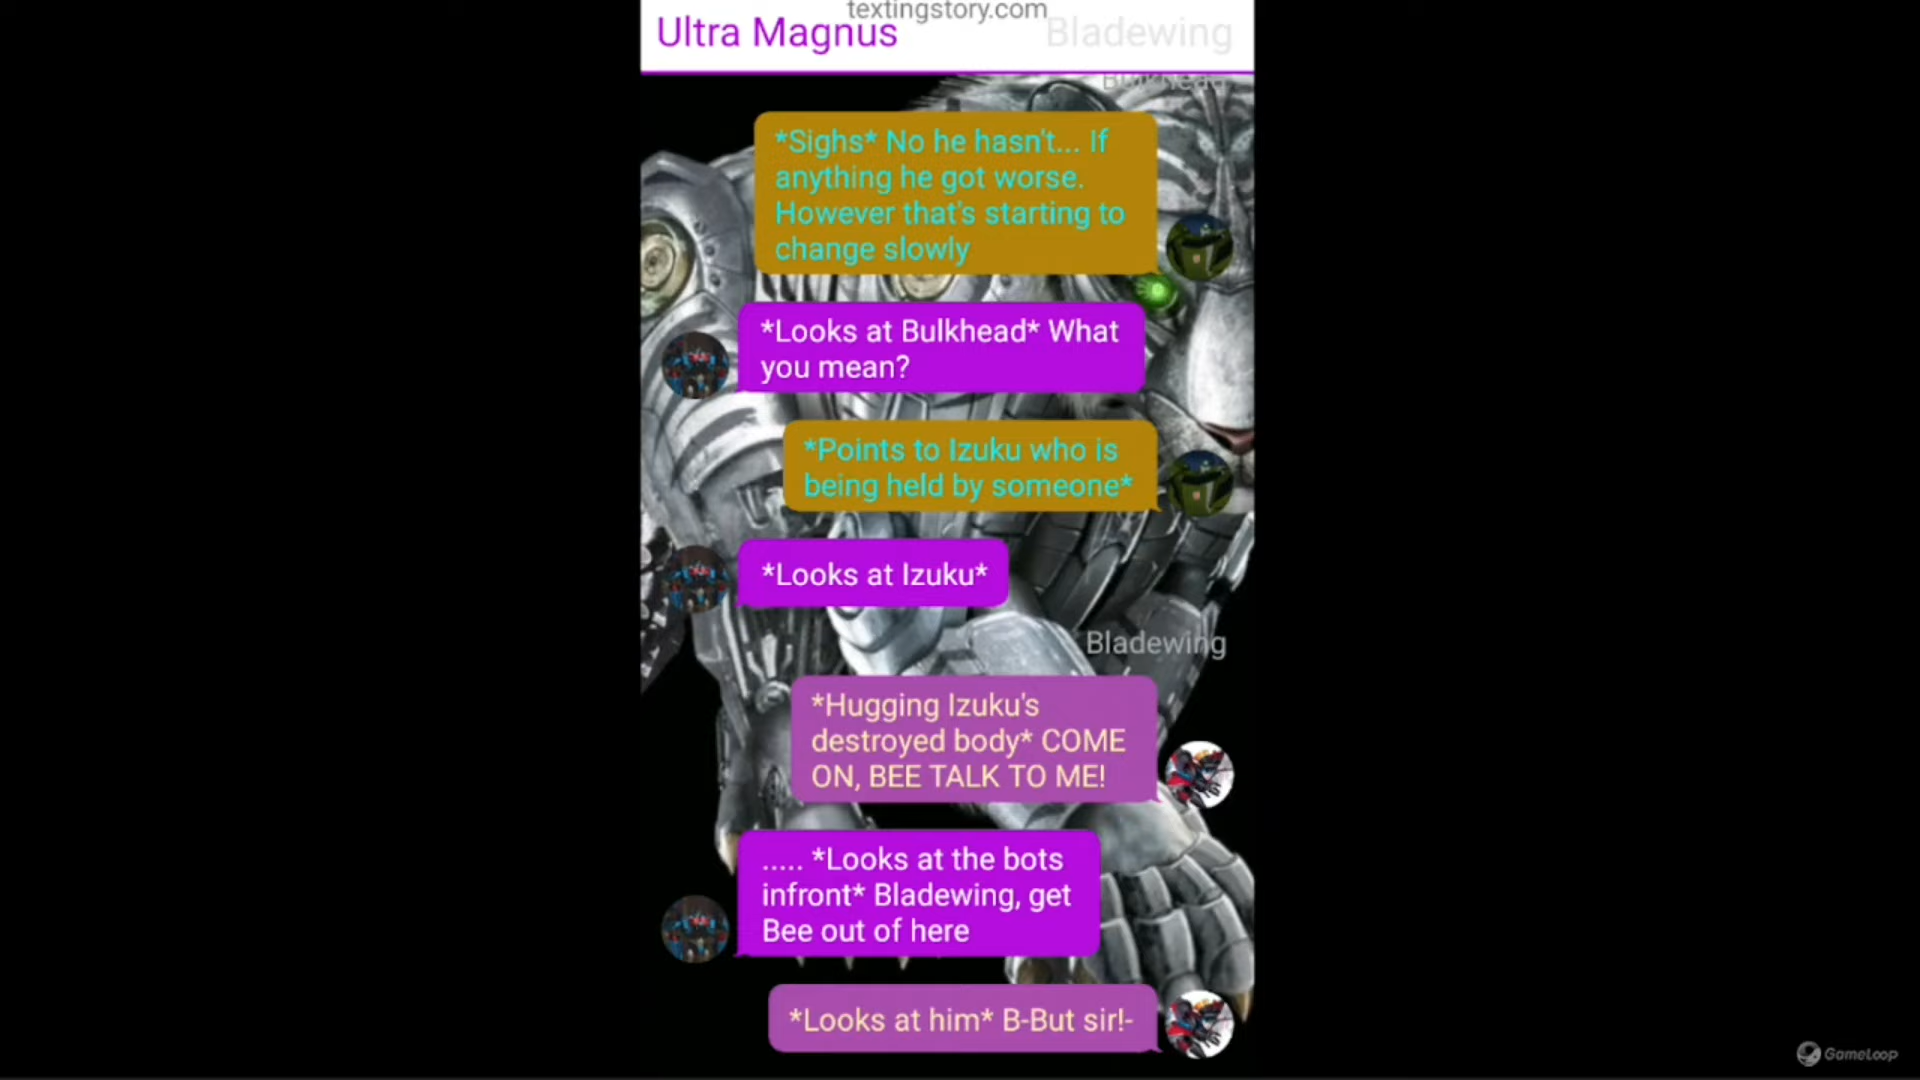 textingstory.com
Ultra Magnus
Bladewing
Bulkhead
*Sighs* No he hasn't... If
anything he got worse.
However that's starting to
change slowly
*Looks at Bulkhead* What
you mean?
*Points to Izuku who is
being held by someone*
*Looks at Izuku*
Bladewing
*Hugging Izuku's
destroyed body* COME
ON, BEE TALK TO ME!
..... *Looks at the bots
infront* Bladewing, get
Bee out of here
*Looks at him* B-But sir!-
GameLoop